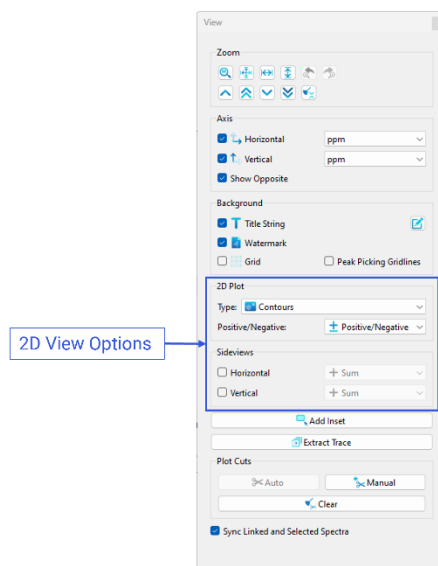 View
Zoom
Axis
Horizontal ppm
Vertical ppm
Show Opposite
Background
Title String
Watermark
Grid Peak Picking Gridlines
2D Plot
Type: Contours
Positive/Negative: Positive/Negative
2D View Options
Sideviews
Horizontal + Sum
Vertical + Sum
Add Inset
Extract Trace
Plot Cuts
Auto Manual
Clear
Sync Linked and Selected Spectra